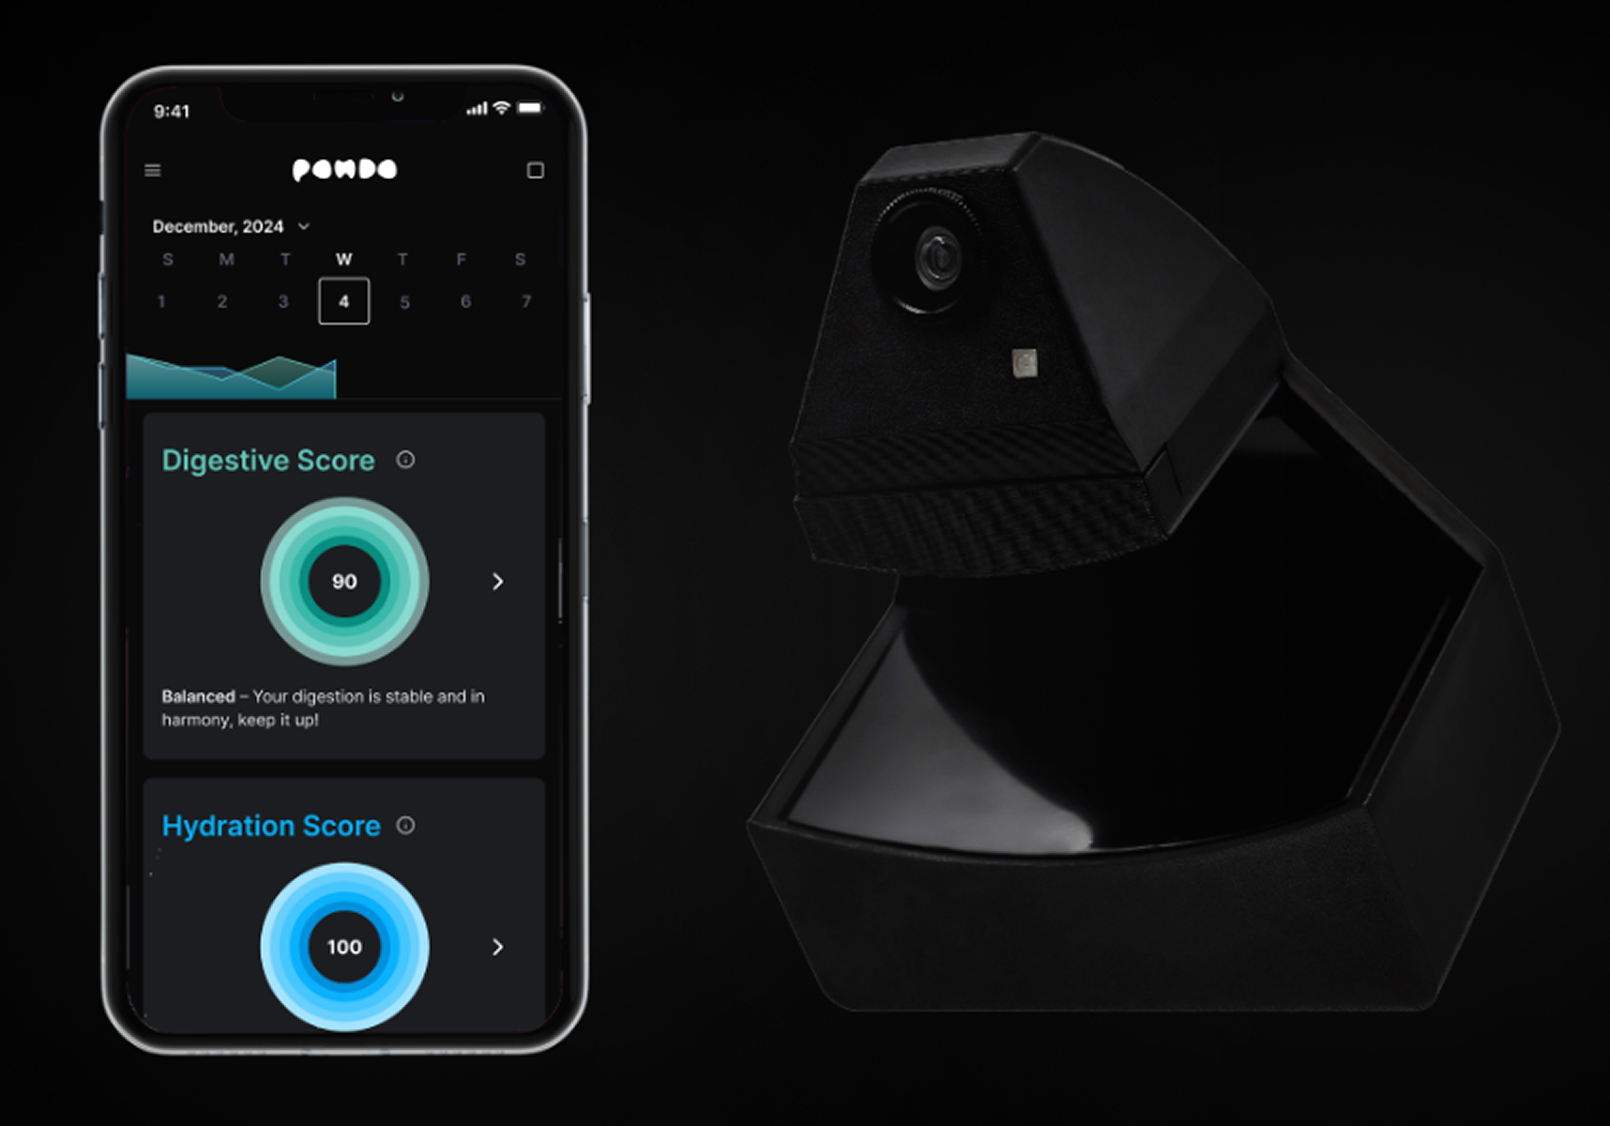 9:41
PANDA
December, 2024
S M T W T F S
1 2 3 4 5 6 7
Digestive Score
90
Balanced – Your digestion is stable and in
harmony, keep it up!
Hydration Score
100